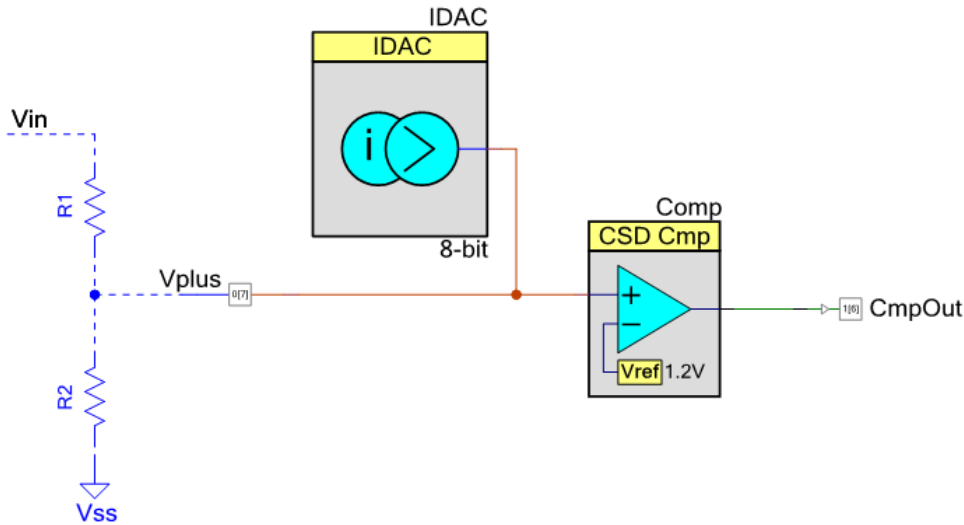 IDAC
IDAC
i
8-bit
Vin
R1
Vplus
0[7]
R2
Vss
Comp
CSD Cmp
+
−
Vref 1.2V
1[6]
CmpOut